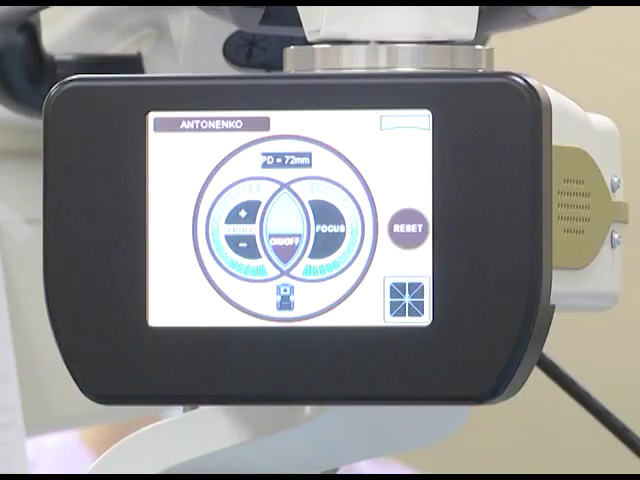 ANTONENKO
PD = 72mm
+
ON/OFF
FOCUS
RESET
-